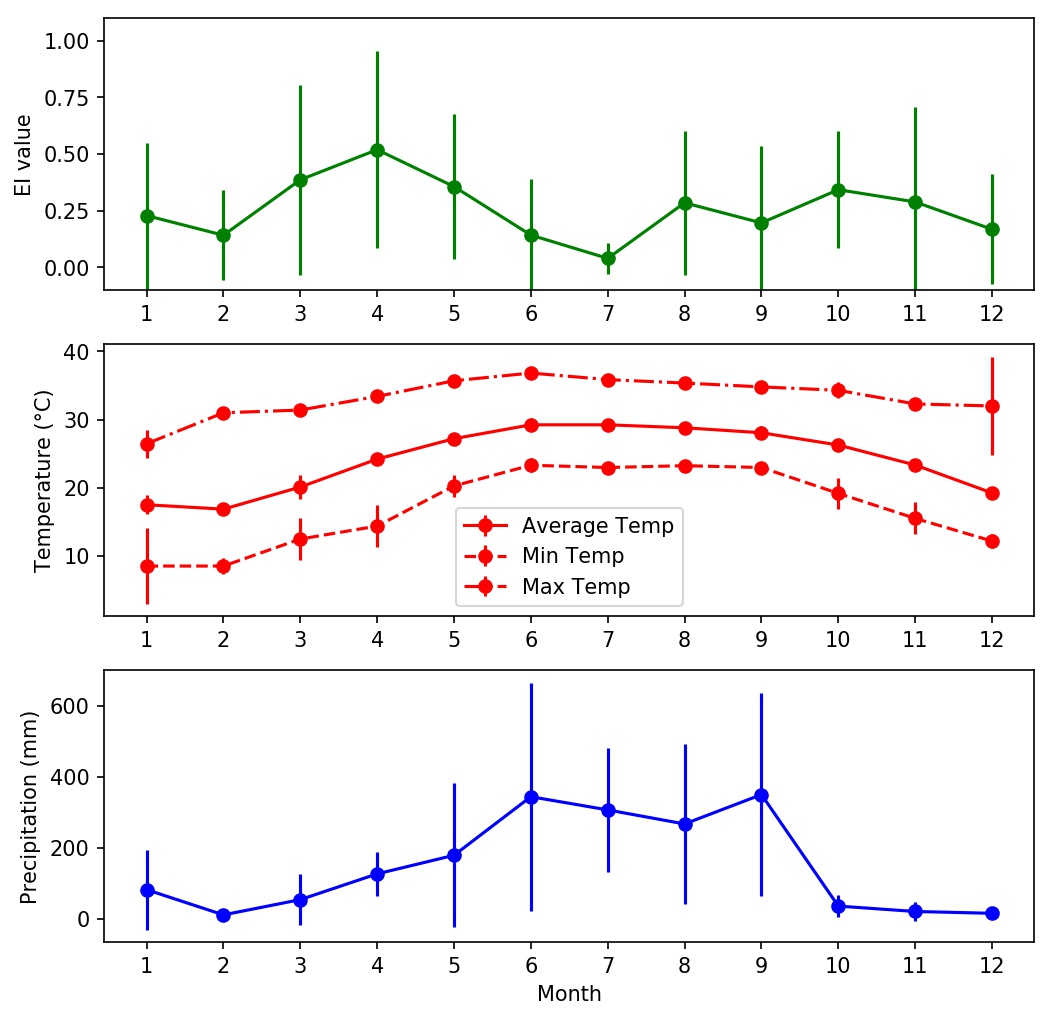 EI value
1.00
0.75
0.50
0.25
0.00
1 2 3 4 5 6 7 8 9 10 11 12
Temperature (°C)
40
30
20
10
Average Temp
Min Temp
Max Temp
1 2 3 4 5 6 7 8 9 10 11 12
Precipitation (mm)
600
400
200
0
1 2 3 4 5 6 7 8 9 10 11 12
Month